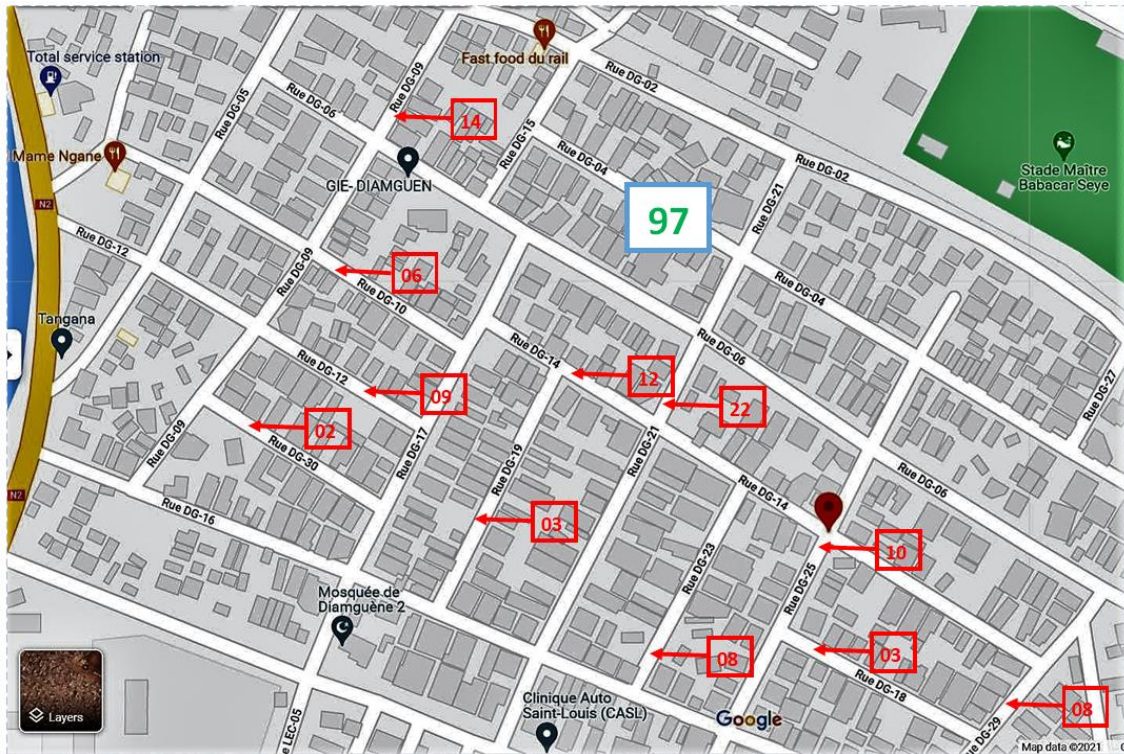 Total service station
Fast food du rail
Rue DG-09
Rue DG-02
Rue DG-05
Rue DG-06
14
Rue DG-15
Rue DG-02
Mame Ngane
GIE- DIAMGUEN
Rue DG-04
Stade Maître
Babacar Seye
Rue DG-21
97
N2
Rue DG-12
Rue DG-09
06
Rue DG-10
Rue DG-04
Tangana
Rue DG-14
Rue DG-06
Rue DG-12
09
12
22
Rue DG-27
02
Rue DG-09
Rue DG-17
Rue DG-19
Rue DG-21
Rue DG-30
Rue DG-14
Rue DG-06
N2
Rue DG-16
03
10
Rue DG-23
Rue DG-25
Mosquée de
Diamguène 2
08
03
Rue DG-18
Layers
Clinique Auto
Saint-Louis (CASL)
Google
Rue DG-29
08
Rue LEC-05
Map data ©2021